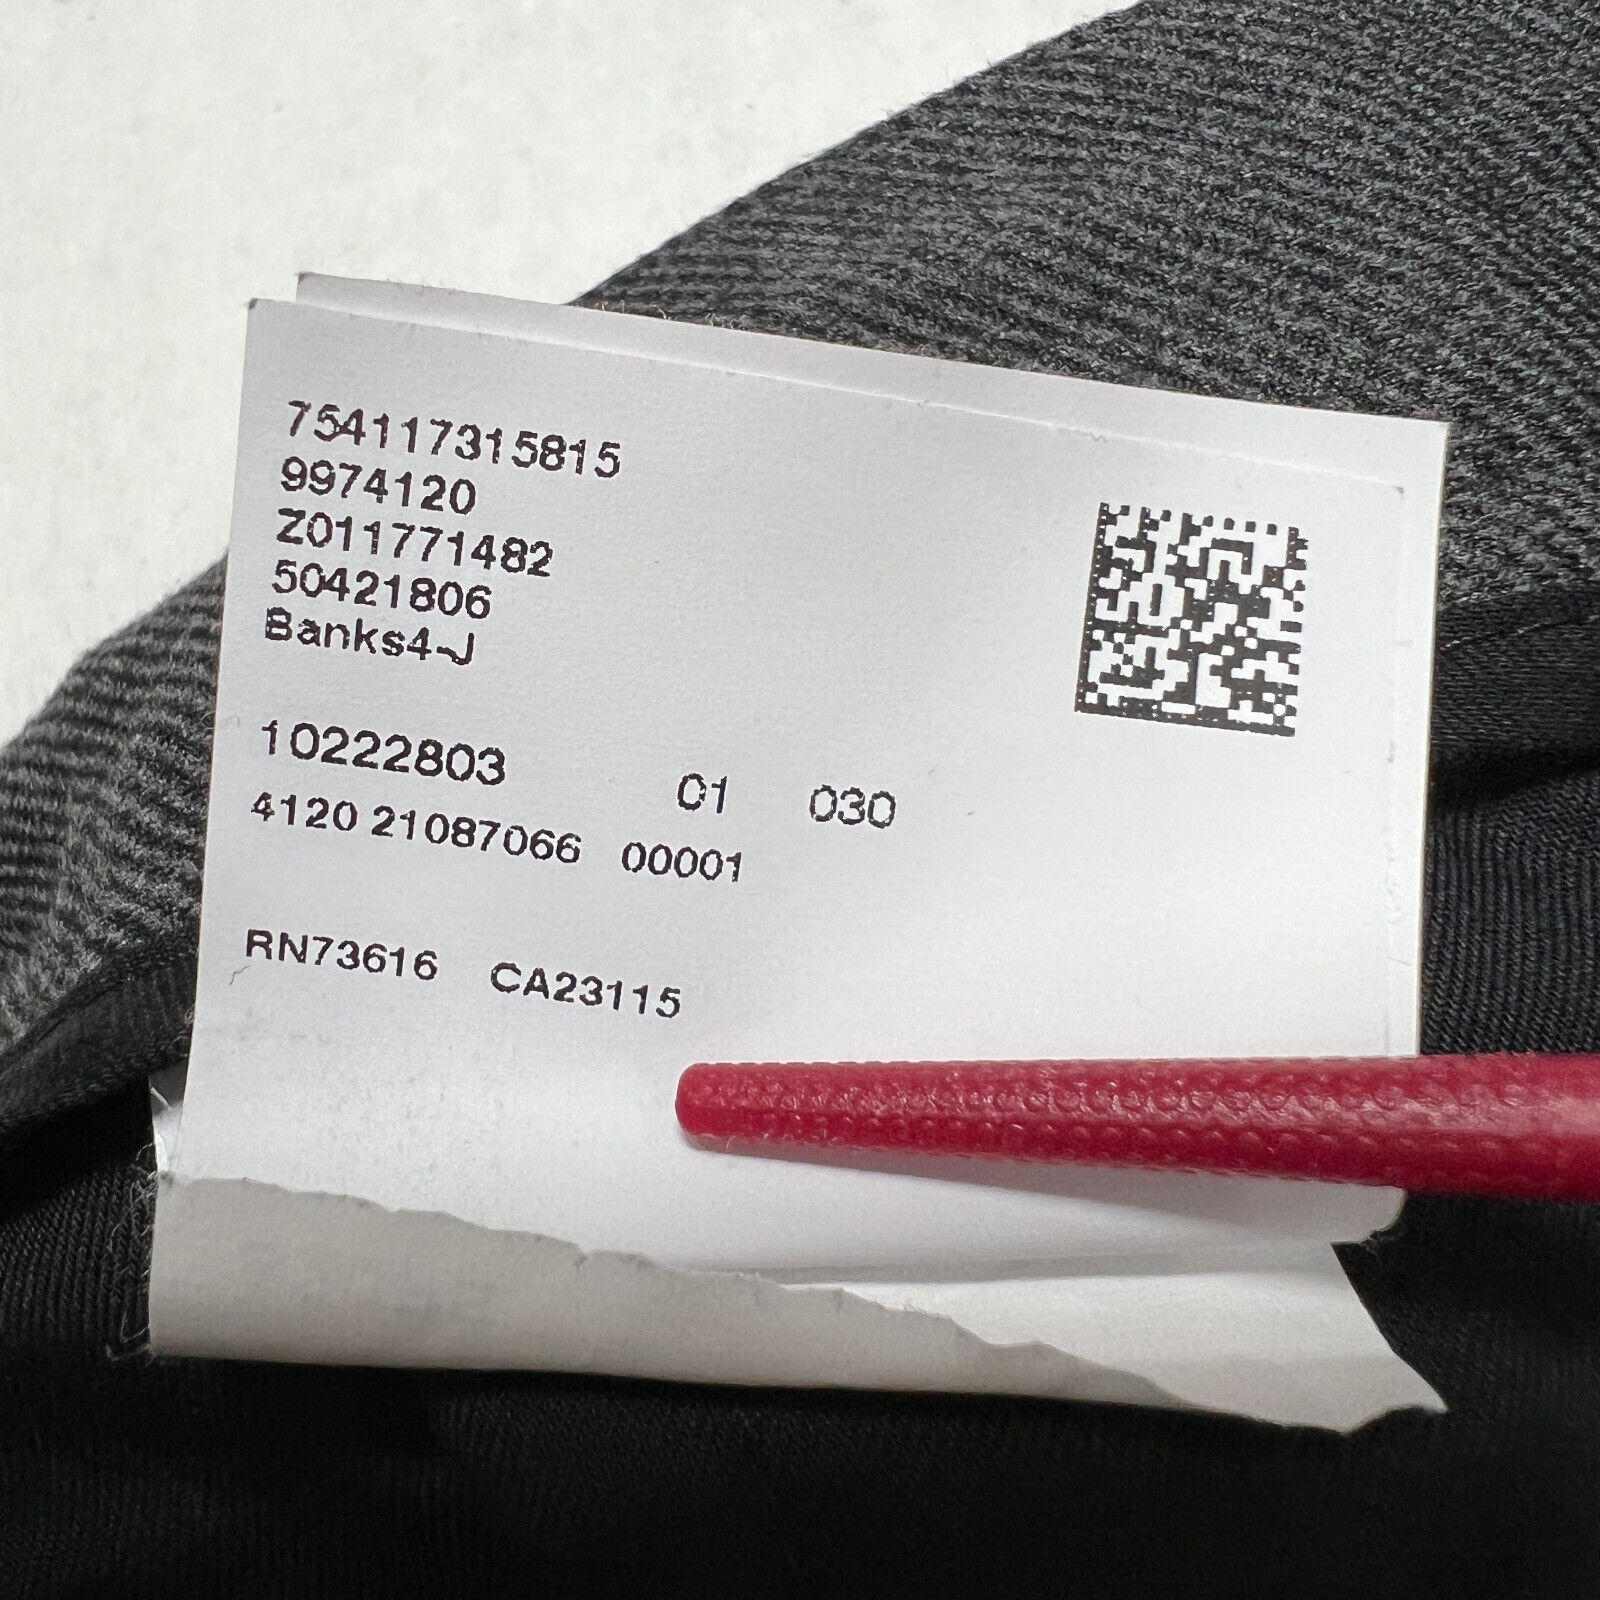 754117315815
9974120
Z011771482
50421806
Banks4-J
10222803 01 030
4120 21087066 00001
RN73616 CA23115